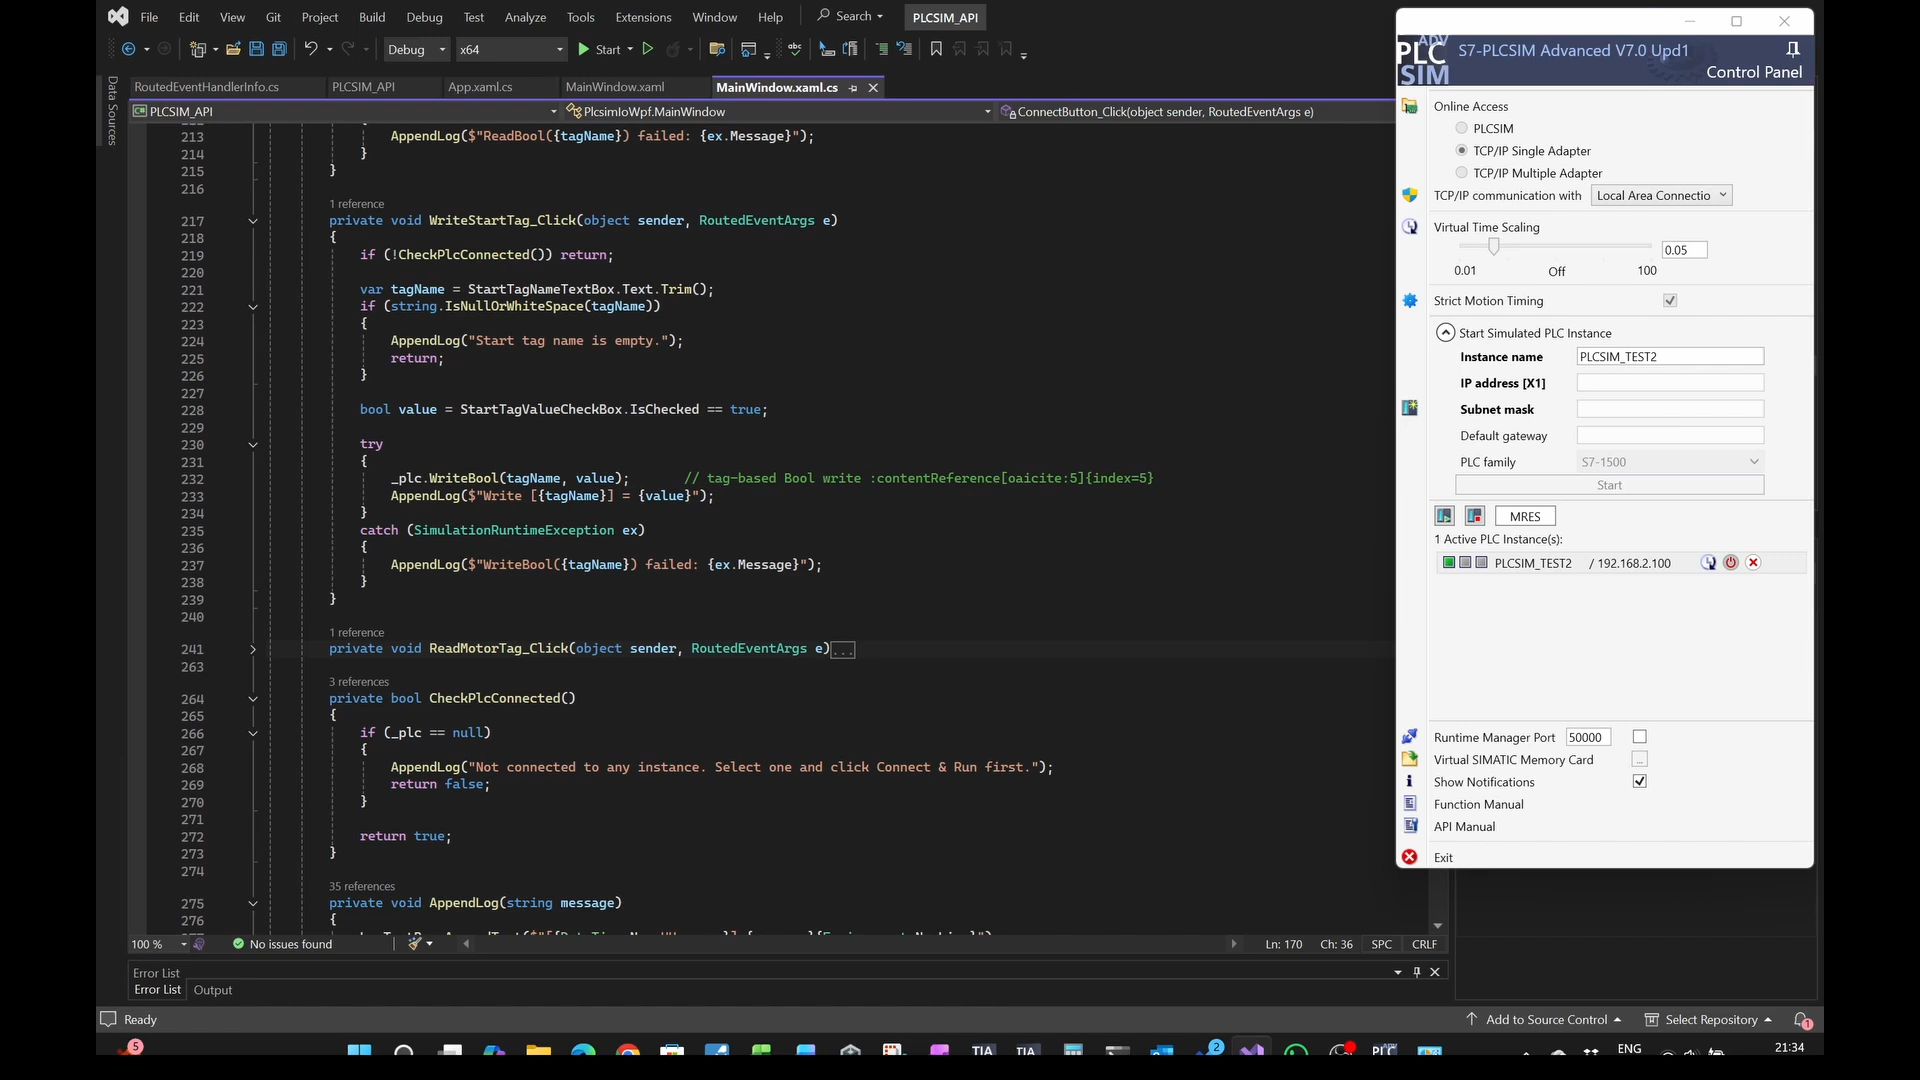 File Edit View Git Project Build Debug Test Analyze Tools Extensions Window Help Search PLCSIM_API
Debug x64 Start
Data Sources
RoutedEventHandlerInfo.cs PLCSIM_API App.xaml.cs MainWindow.xaml MainWindow.xaml.cs
PLCSIM_API PlcsimIoWpf.MainWindow ConnectButton_Click(object sender, RoutedEventArgs e)
213 AppendLog($"ReadBool({tagName}) failed: {ex.Message}");
214 }
215 }
216
1 reference
217 private void WriteStartTag_Click(object sender, RoutedEventArgs e)
218 {
219 if (!CheckPlcConnected()) return;
220
221 var tagName = StartTagNameTextBox.Text.Trim();
222 if (string.IsNullOrWhiteSpace(tagName))
223 {
224 AppendLog("Start tag name is empty.");
225 return;
226 }
227
228 bool value = StartTagValueCheckBox.IsChecked == true;
229
230 try
231 {
232 _plc.WriteBool(tagName, value); // tag-based Bool write :contentReference[oaicite:5]{index=5}
233 AppendLog($"Write [{tagName}] = {value}");
234 }
235 catch (SimulationRuntimeException ex)
236 {
237 AppendLog($"WriteBool({tagName}) failed: {ex.Message}");
238 }
239 }
240
1 reference
241 private void ReadMotorTag_Click(object sender, RoutedEventArgs e)...
263
3 references
264 private bool CheckPlcConnected()
265 {
266 if (_plc == null)
267 {
268 AppendLog("Not connected to any instance. Select one and click Connect & Run first.");
269 return false;
270 }
271
272 return true;
273 }
274
35 references
275 private void AppendLog(string message)
276 {
100 % No issues found Ln: 170 Ch: 36 SPC CRLF
Error List
Error List Output
Ready Add to Source Control Select Repository 1
5 TIA TIA 2 PLC ENG 21:34
PLC ADV
SIM
S7-PLCSIM Advanced V7.0 Upd1
Control Panel
Online Access
PLCSIM
TCP/IP Single Adapter
TCP/IP Multiple Adapter
TCP/IP communication with Local Area Connectio
Virtual Time Scaling
0.05
0.01 Off 100
Strict Motion Timing
Start Simulated PLC Instance
Instance name PLCSIM_TEST2
IP address [X1]
Subnet mask
Default gateway
PLC family S7-1500
Start
MRES
1 Active PLC Instance(s):
PLCSIM_TEST2 / 192.168.2.100
Runtime Manager Port 50000
Virtual SIMATIC Memory Card ...
Show Notifications
Function Manual
API Manual
Exit